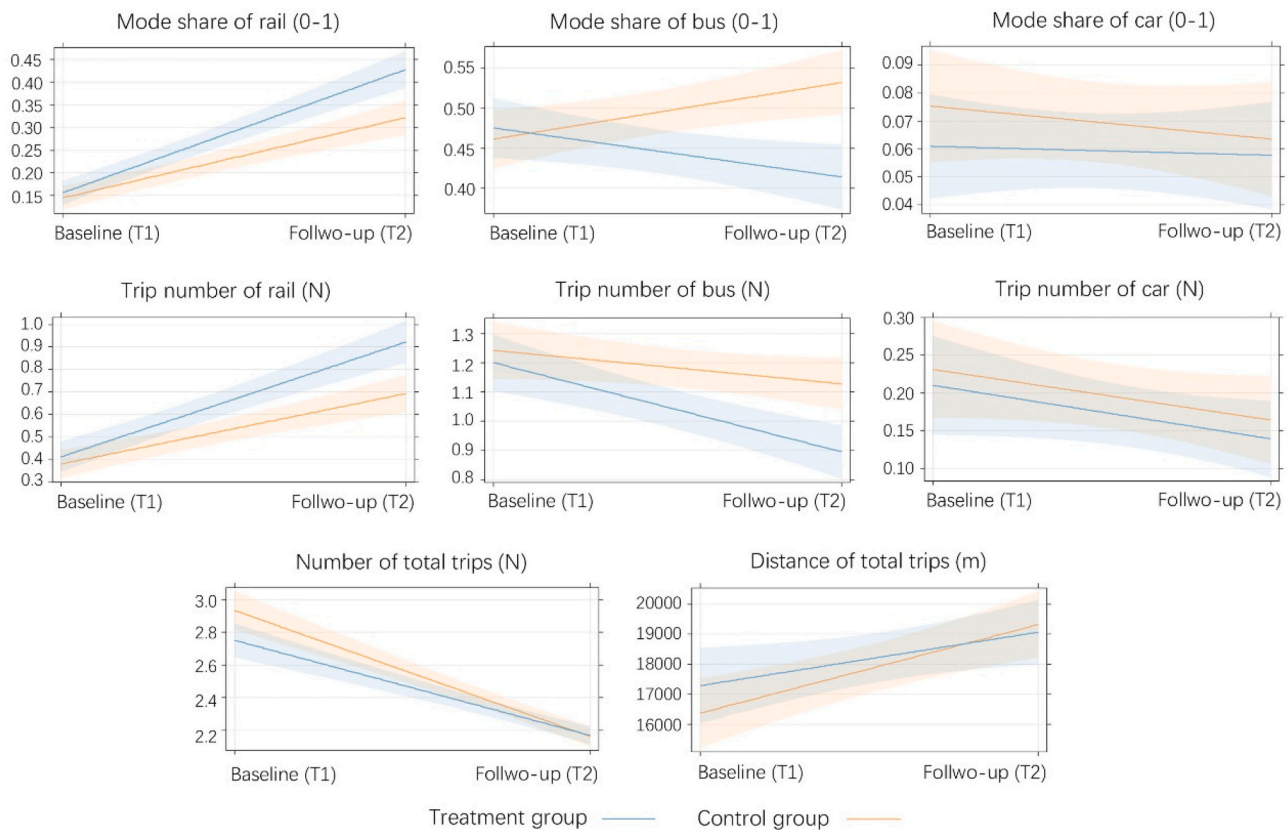 Mode share of rail (0-1)
0.45
0.40
0.35
0.30
0.25
0.20
0.15
Baseline (T1) Follwo-up (T2)
Mode share of bus (0-1)
0.55
0.50
0.45
0.40
Baseline (T1) Follwo-up (T2)
Mode share of car (0-1)
0.09
0.08
0.07
0.06
0.05
0.04
Baseline (T1) Follwo-up (T2)
Trip number of rail (N)
1.0
0.9
0.8
0.7
0.6
0.5
0.4
0.3
Baseline (T1) Follwo-up (T2)
Trip number of bus (N)
1.3
1.2
1.1
1.0
0.9
0.8
Baseline (T1) Follwo-up (T2)
Trip number of car (N)
0.30
0.25
0.20
0.15
0.10
Baseline (T1) Follwo-up (T2)
Number of total trips (N)
3.0
2.8
2.6
2.4
2.2
Baseline (T1) Follwo-up (T2)
Distance of total trips (m)
20000
19000
18000
17000
16000
Baseline (T1) Follwo-up (T2)
Treatment group Control group